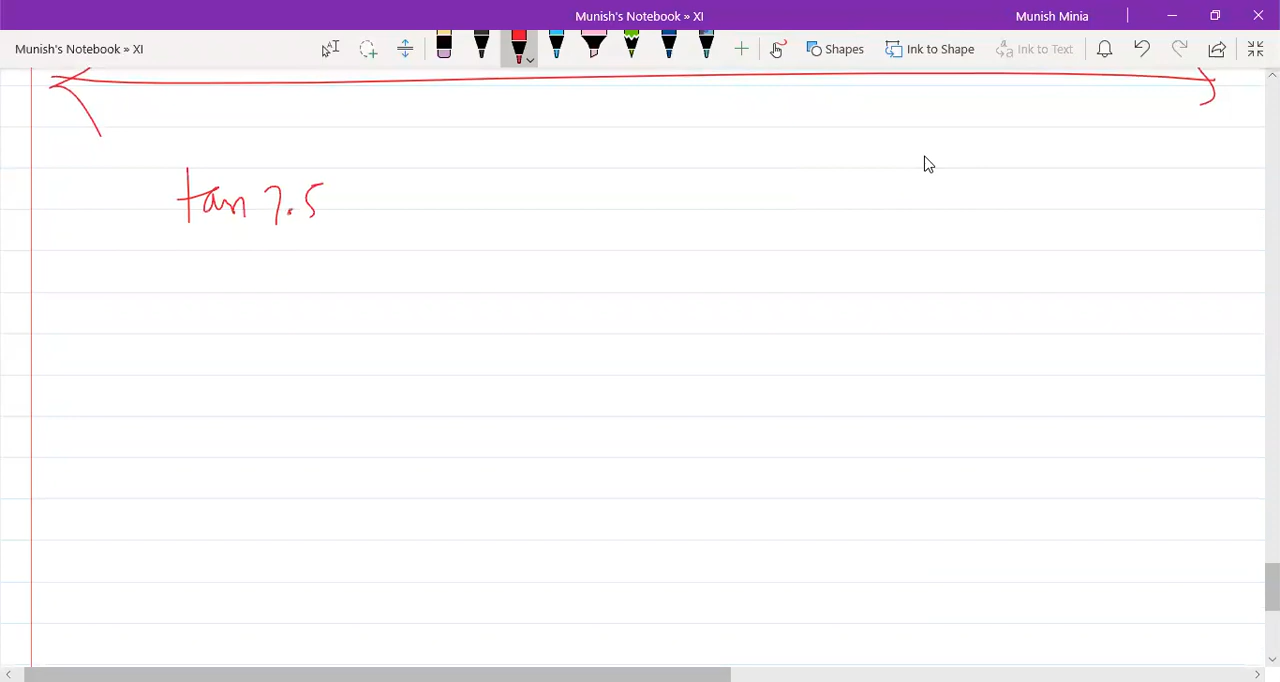 Munish's Notebook » XI
Munish Minia
Munish's Notebook » XI
Shapes
Ink to Shape
Ink to Text
tan 7.5